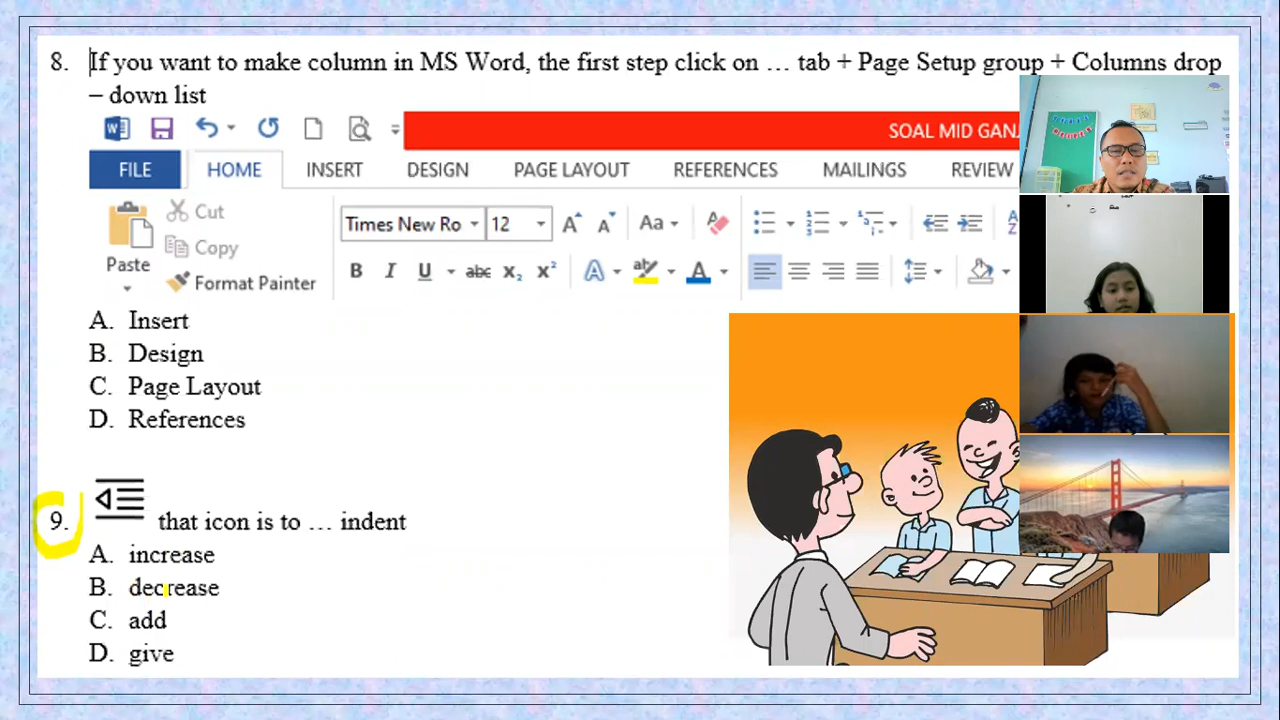 8. If you want to make column in MS Word, the first step click on … tab + Page Setup group + Columns drop
– down list
SOAL MID GANJ
FILE HOME INSERT DESIGN PAGE LAYOUT REFERENCES MAILINGS REVIEW
Cut
Copy
Paste
Format Painter
Times New Ro 12 Aa
B I U abc X₂ X² A ab A
A. Insert
B. Design
C. Page Layout
D. References
9. that icon is to … indent
A. increase
B. decrease
C. add
D. give